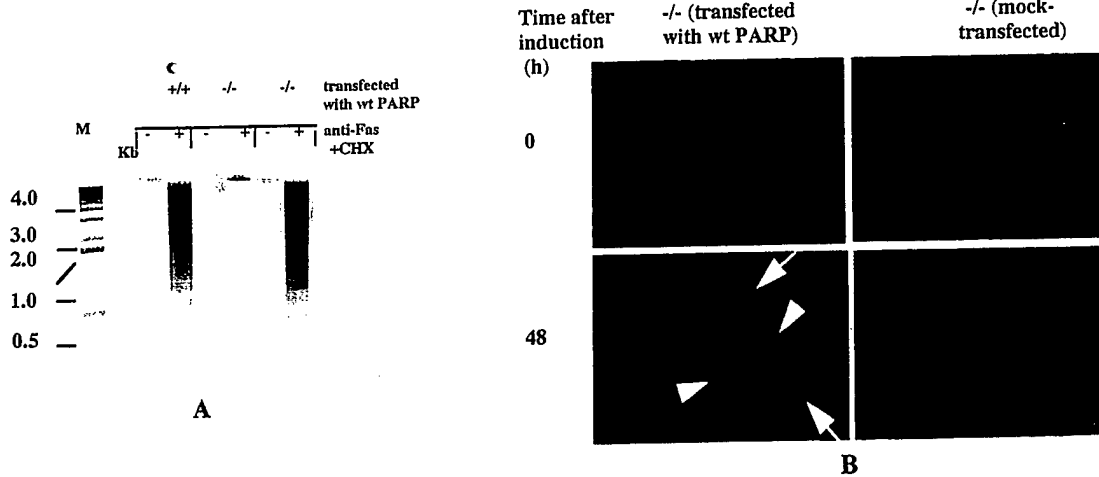 +/+ -/- -/- transfected
with wt PARP
M - + - + - + anti-Fas
Kb +CHX
4.0
3.0
2.0
1.0
0.5
A
Time after
induction
(h)
-/- (transfected
with wt PARP)
-/- (mock-
transfected)
0
48
B